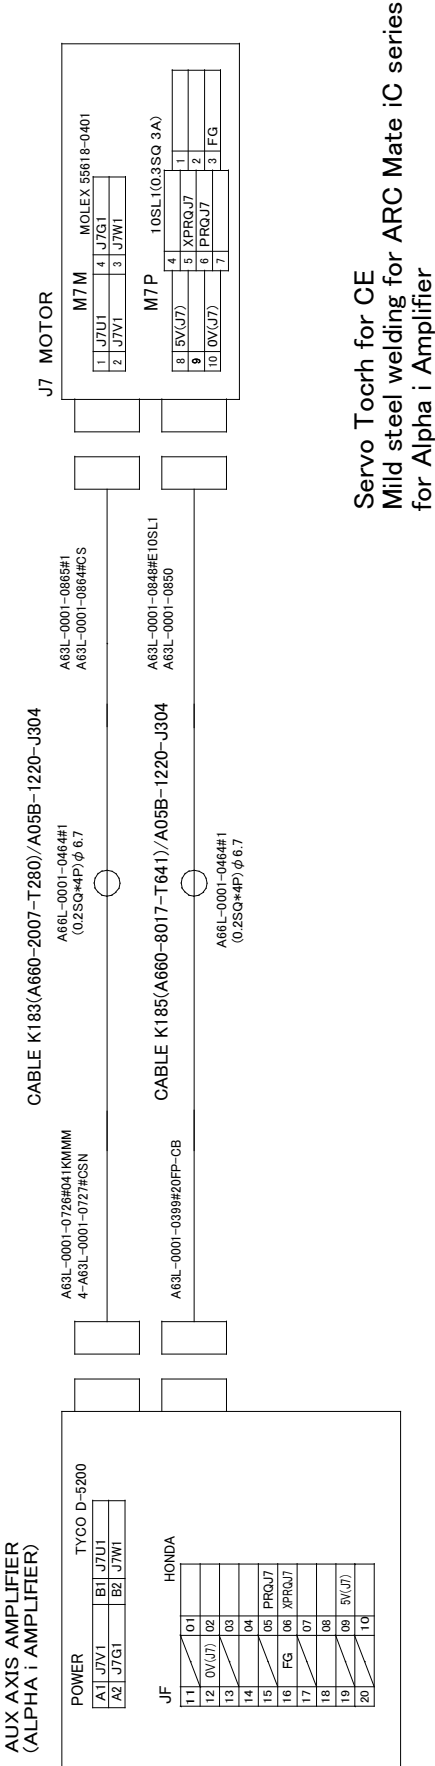 AUX AXIS AMPLIFIER
(ALPHA i AMPLIFIER)
POWER TYCO D-5200
A1 J7V1 B1 J7U1
A2 J7G1 B2 J7W1
JF HONDA
11 01
12 0V(J7) 02
13 03
14 04
15 05 PRQJ7
16 FG 06 XPRQJ7
17 07
18 08
19 09 5V(J7)
20 10
A63L-0001-0726#041KMMM
4-A63L-0001-0727#CSN
A63L-0001-0399#20FP-CB
CABLE K183(A660-2007-T280)/A05B-1220-J304
A66L-0001-0464#1
(0.2SQ*4P)φ6.7
CABLE K185(A660-8017-T641)/A05B-1220-J304
A66L-0001-0464#1
(0.2SQ*4P)φ6.7
A63L-0001-0865#1
A63L-0001-0864#CS
A63L-0001-0848#E10SL1
A63L-0001-0850
J7 MOTOR
M7M MOLEX 55618-0401
1 J7U1 4 J7G1
2 J7V1 3 J7W1
M7P 10SL1(0.3SQ 3A)
4 1
8 5V(J7) 5 XPRQJ7 2
9 6 PRQJ7 3 FG
10 0V(J7) 7
Servo Tocrh for CE
Mild steel welding for ARC Mate iC series
for Alpha i Amplifier